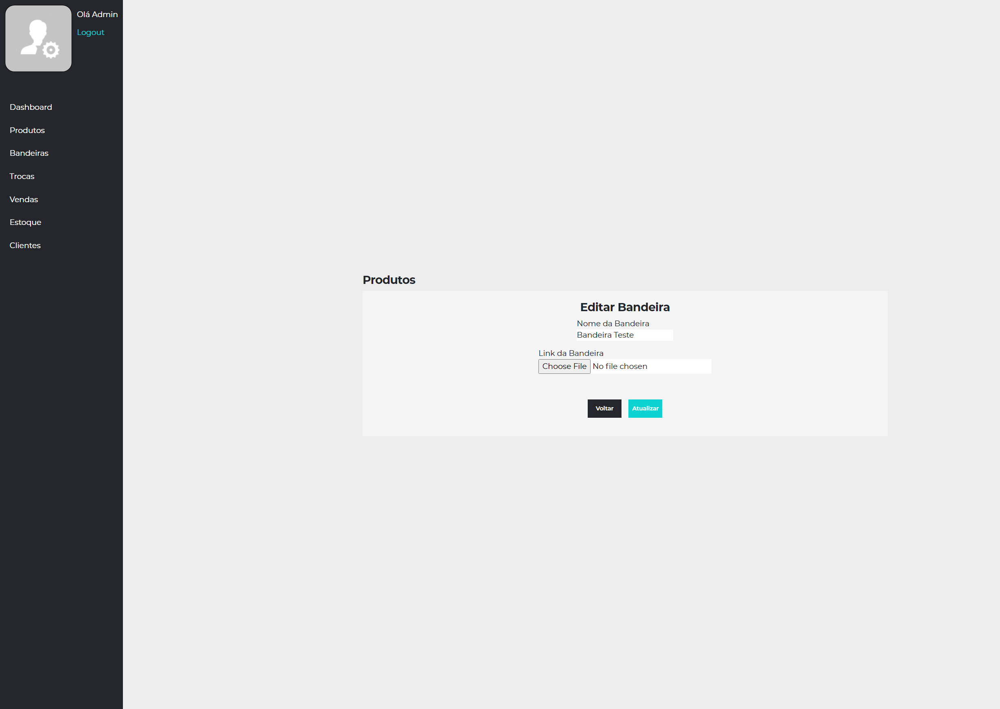 Olá Admin
Logout
Dashboard
Produtos
Bandeiras
Trocas
Vendas
Estoque
Clientes
Produtos
Editar Bandeira
Nome da Bandeira
Bandeira Teste
Link da Bandeira
Choose File No file chosen
Voltar Atualizar